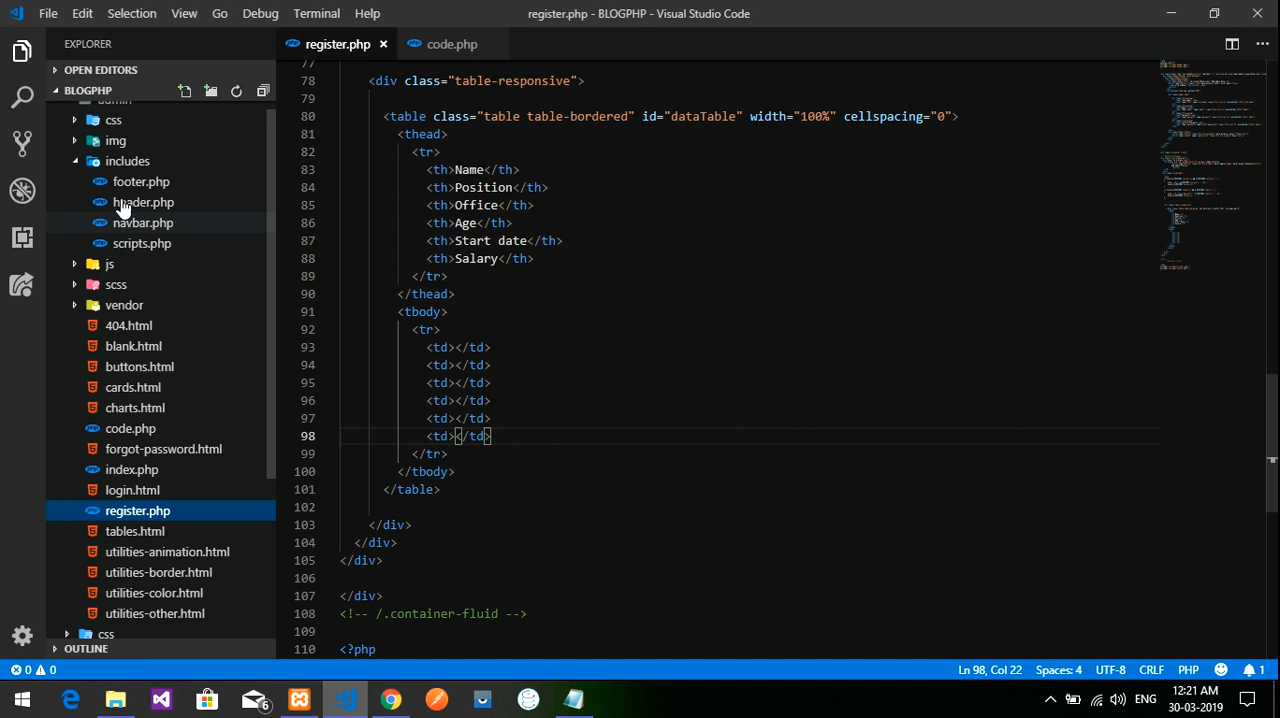 File Edit Selection View Go Debug Terminal Help
register.php - BLOGPHP - Visual Studio Code
EXPLORER
OPEN EDITORS
BLOGPHP
admin
css
img
includes
footer.php
header.php
navbar.php
scripts.php
js
scss
vendor
404.html
blank.html
buttons.html
cards.html
charts.html
code.php
forgot-password.html
index.php
login.html
register.php
tables.html
utilities-animation.html
utilities-border.html
utilities-color.html
utilities-other.html
css
OUTLINE
register.php × code.php
77
78 <div class="table-responsive">
79
80 <table class="table table-bordered" id="dataTable" width="100%" cellspacing="0">
81 <thead>
82 <tr>
83 <th>Name</th>
84 <th>Position</th>
85 <th>Office</th>
86 <th>Age</th>
87 <th>Start date</th>
88 <th>Salary</th>
89 </tr>
90 </thead>
91 <tbody>
92 <tr>
93 <td></td>
94 <td></td>
95 <td></td>
96 <td></td>
97 <td></td>
98 <td></td>
99 </tr>
100 </tbody>
101 </table>
102
103 </div>
104 </div>
105 </div>
106
107 </div>
108 <!-- /.container-fluid -->
109
110 <?php
0 0 Ln 98, Col 22 Spaces: 4 UTF-8 CRLF PHP 1
6 ENG 12:21 AM
30-03-2019